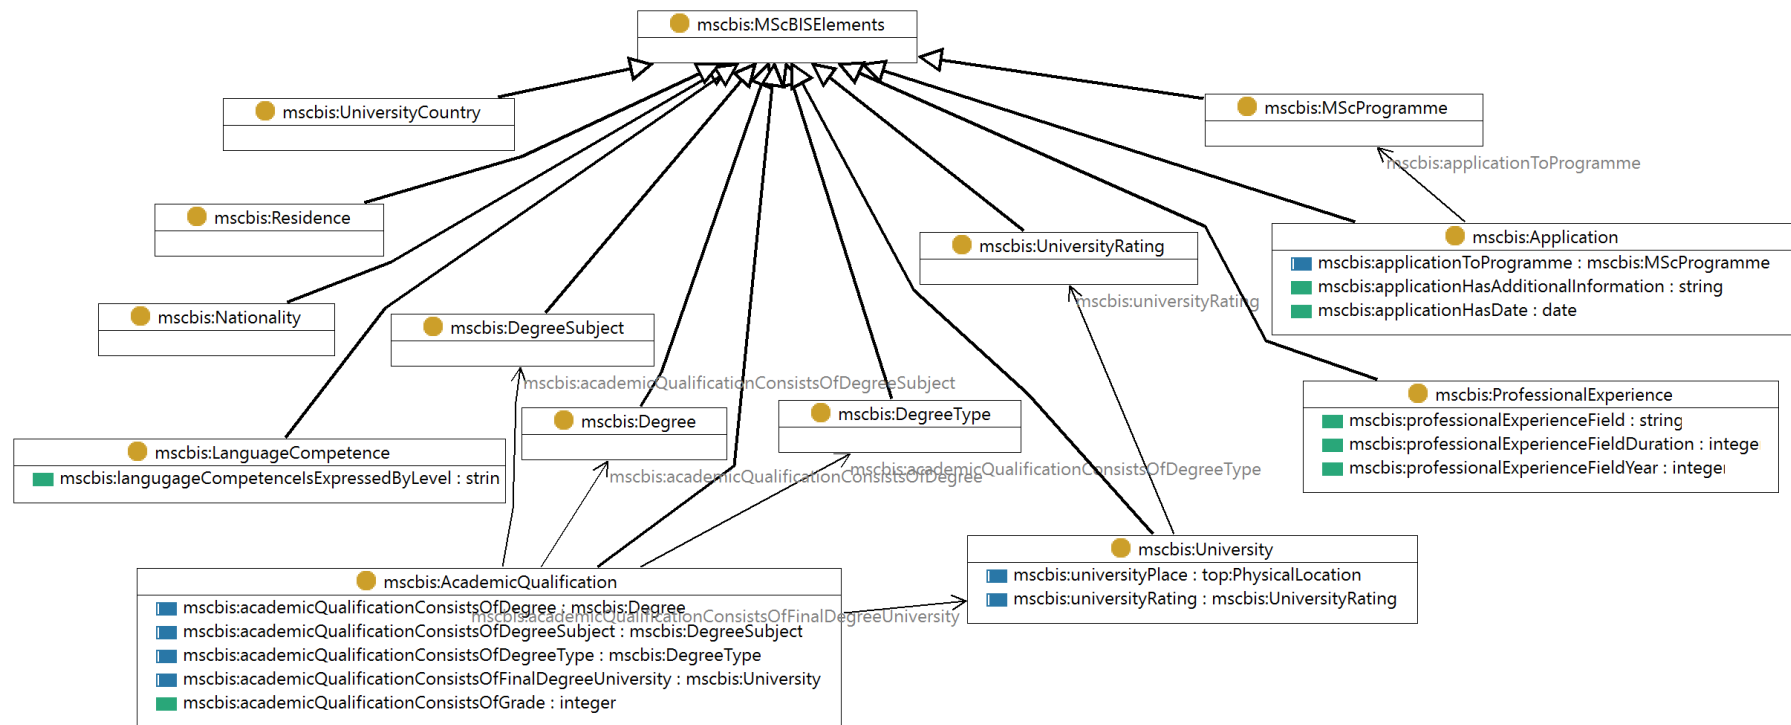 mscbis:MScBISElements
mscbis:UniversityCountry
mscbis:MScProgramme
mscbis:applicationToProgramme
mscbis:Residence
mscbis:UniversityRating
mscbis:Application
mscbis:applicationToProgramme : mscbis:MScProgramme
mscbis:applicationHasAdditionalInformation : string
mscbis:applicationHasDate : date
mscbis:universityRating
mscbis:Nationality
mscbis:DegreeSubject
mscbis:academicQualificationConsistsOfDegreeSubject
mscbis:Degree
mscbis:DegreeType
mscbis:ProfessionalExperience
mscbis:professionalExperienceField : string
mscbis:professionalExperienceFieldDuration : intege
mscbis:professionalExperienceFieldYear : integer
mscbis:LanguageCompetence
mscbis:langugageCompetenceIsExpressedByLevel : strin
mscbis:academicQualificationConsistsOfDegree
mscbis:academicQualificationConsistsOfDegreeType
mscbis:University
mscbis:universityPlace : top:PhysicalLocation
mscbis:universityRating : mscbis:UniversityRating
mscbis:AcademicQualification
mscbis:academicQualificationConsistsOfDegree : mscbis:Degree
mscbis:academicQualificationConsistsOfFinalDegreeUniversity
mscbis:academicQualificationConsistsOfDegreeSubject : mscbis:DegreeSubject
mscbis:academicQualificationConsistsOfDegreeType : mscbis:DegreeType
mscbis:academicQualificationConsistsOfFinalDegreeUniversity : mscbis:University
mscbis:academicQualificationConsistsOfGrade : integer